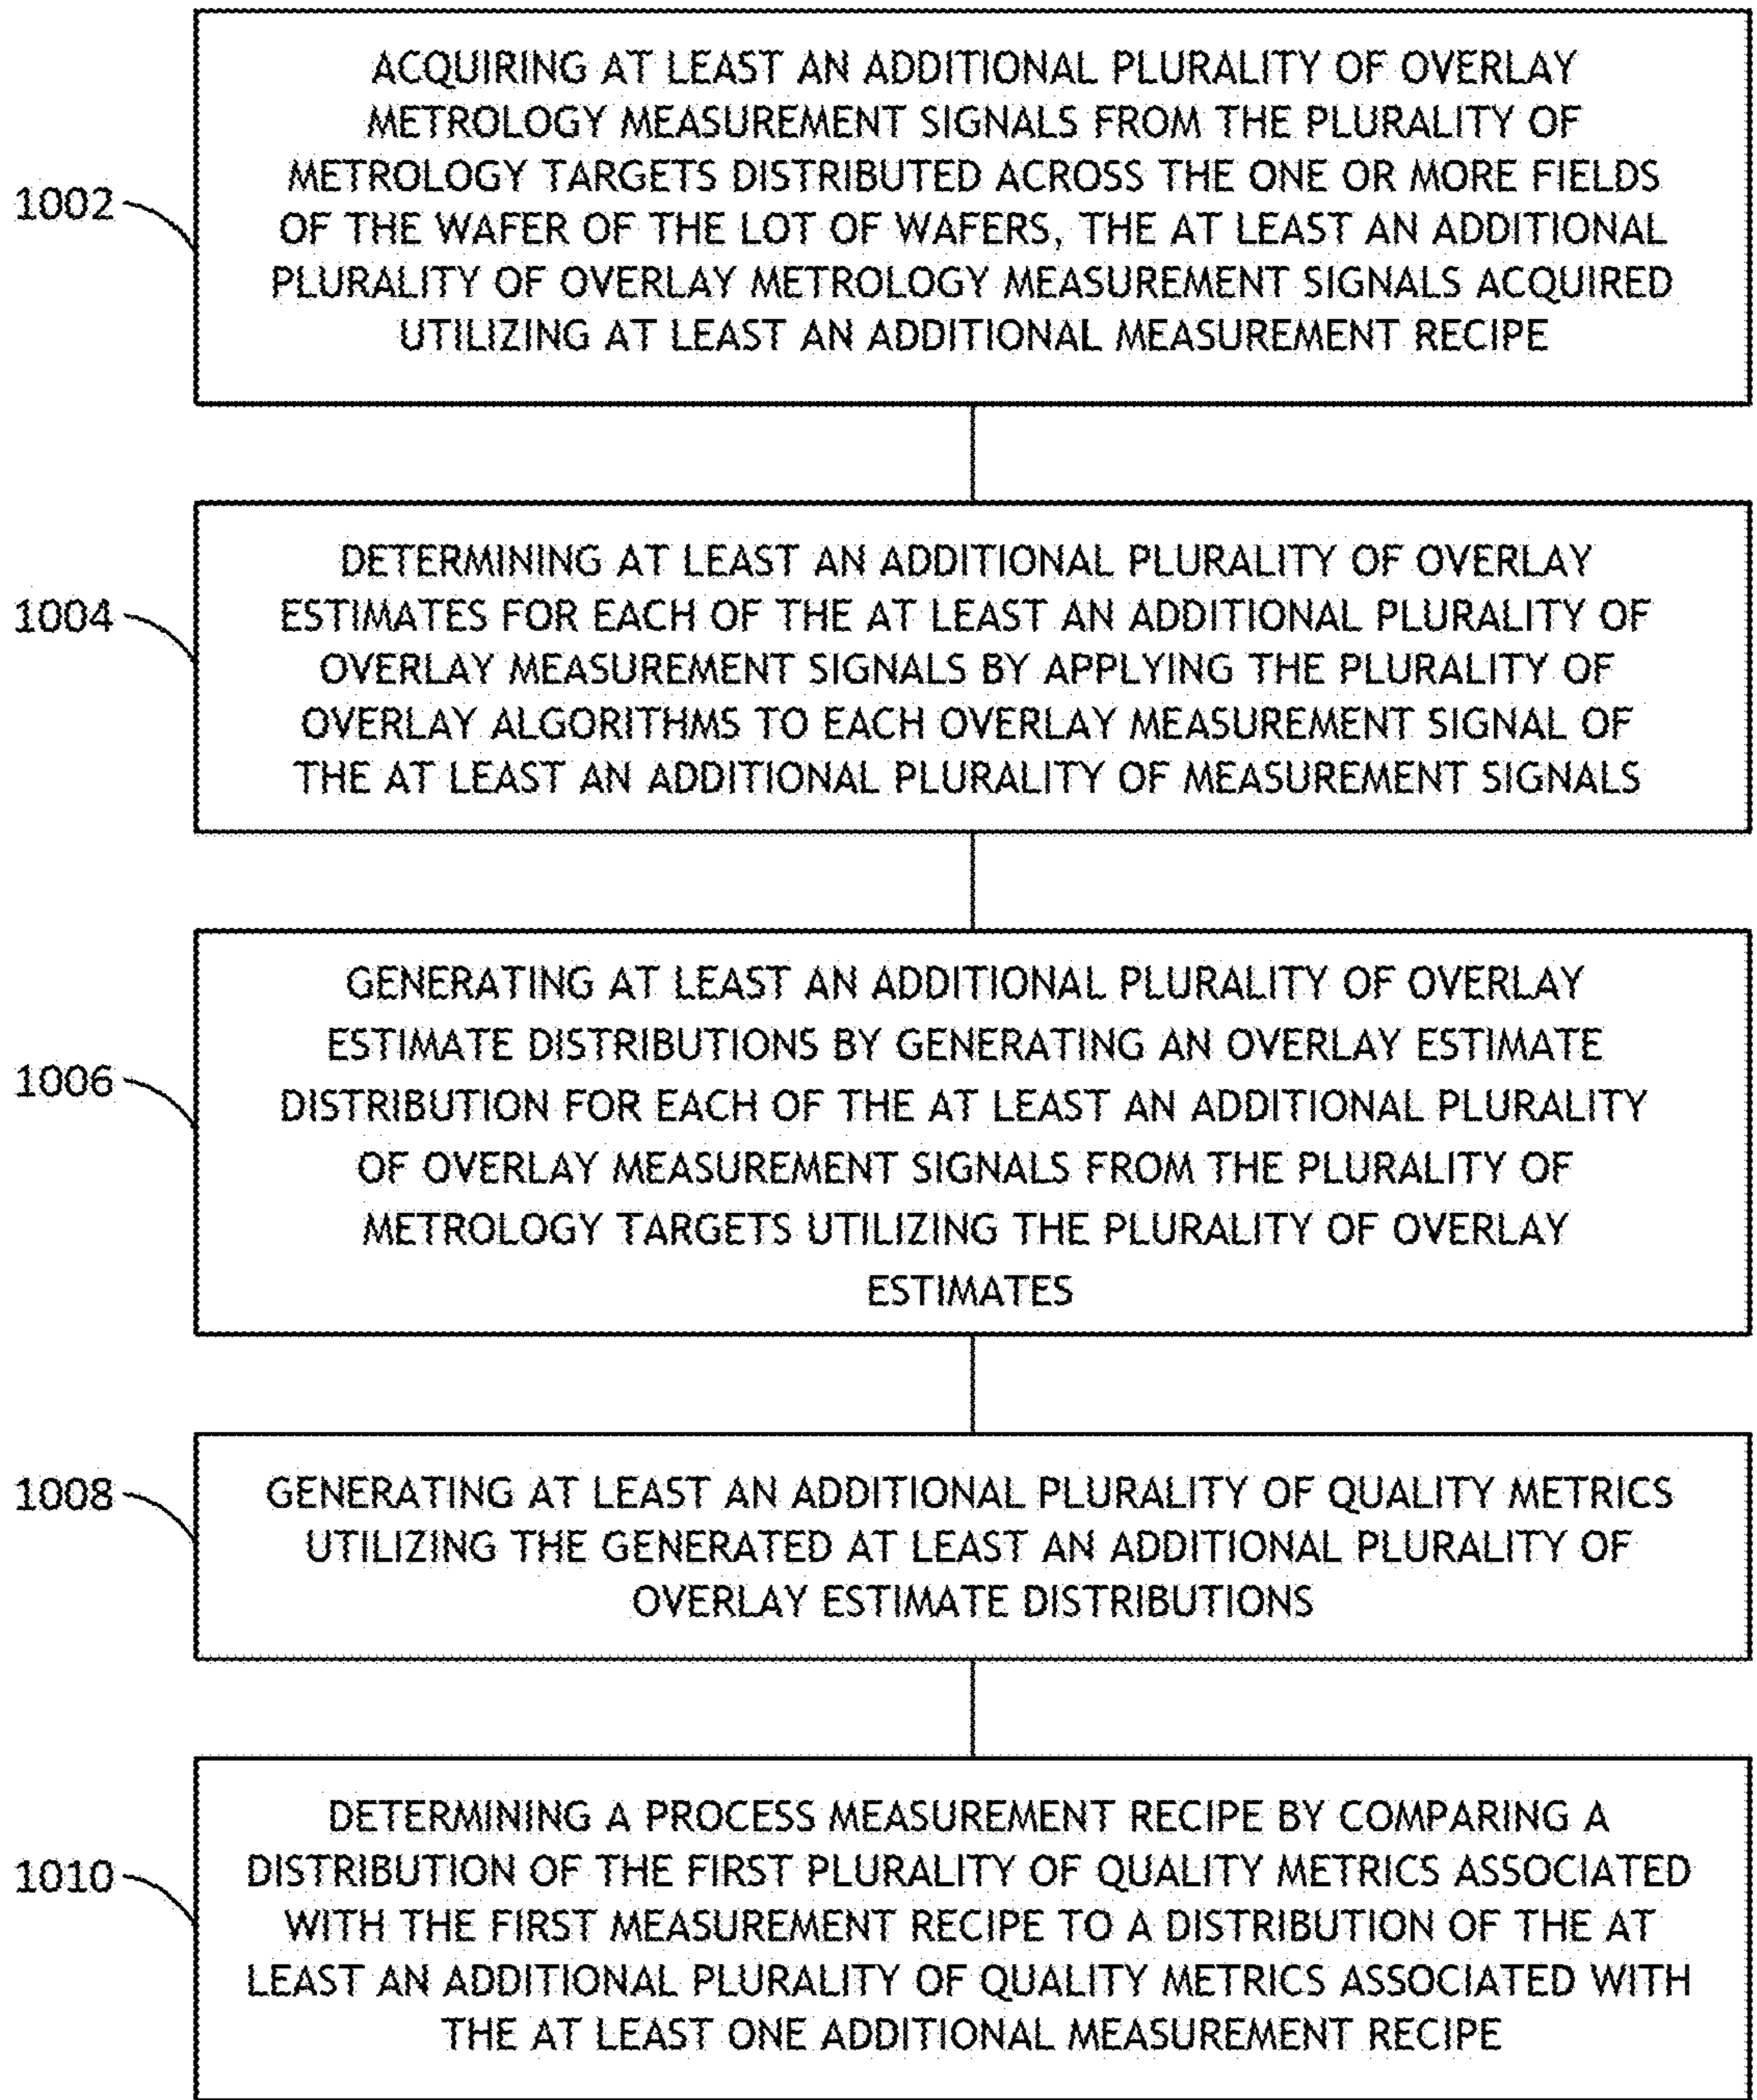 ACQUIRING AT LEAST AN ADDITIONAL PLURALITY OF OVERLAY
METROLOGY MEASUREMENT SIGNALS FROM THE PLURALITY OF
METROLOGY TARGETS DISTRIBUTED ACROSS THE ONE OR MORE FIELDS
1002
OF THE WAFER OF THE LOT OF WAFERS, THE AT LEAST AN ADDITIONAL
PLURALITY OF OVERLAY METROLOGY MEASUREMENT SIGNALS ACQUIRED
UTILIZING AT LEAST AN ADDITIONAL MEASUREMENT RECIPE
DETERMINING AT LEAST AN ADDITIONAL PLURALITY OF OVERLAY
1004
ESTIMATES FOR EACH OF THE AT LEAST AN ADDITIONAL PLURALITY OF
OVERLAY MEASUREMENT SIGNALS BY APPLYING THE PLURALITY OF
OVERLAY ALGORITHMS TO EACH OVERLAY MEASUREMENT SIGNAL OF
THE AT LEAST AN ADDITIONAL PLURALITY OF MEASUREMENT SIGNALS
GENERATING AT LEAST AN ADDITIONAL PLURALITY OF OVERLAY
ESTIMATE DISTRIBUTIONS BY GENERATING AN OVERLAY ESTIMATE
1006
DISTRIBUTION FOR EACH OF THE AT LEAST AN ADDITIONAL PLURALITY
OF OVERLAY MEASUREMENT SIGNALS FROM THE PLURALITY OF
METROLOGY TARGETS UTILIZING THE PLURALITY OF OVERLAY
ESTIMATES
1008
GENERATING AT LEAST AN ADDITIONAL PLURALITY OF QUALITY METRICS
UTILIZING THE GENERATED AT LEAST AN ADDITIONAL PLURALITY OF
OVERLAY ESTIMATE DISTRIBUTIONS
DETERMINING A PROCESS MEASUREMENT RECIPE BY COMPARING A
1010
DISTRIBUTION OF THE FIRST PLURALITY OF QUALITY METRICS ASSOCIATED
WITH THE FIRST MEASUREMENT RECIPE TO A DISTRIBUTION OF THE AT
LEAST AN ADDITIONAL PLURALITY OF QUALITY METRICS ASSOCIATED WITH
THE AT LEAST ONE ADDITIONAL MEASUREMENT RECIPE